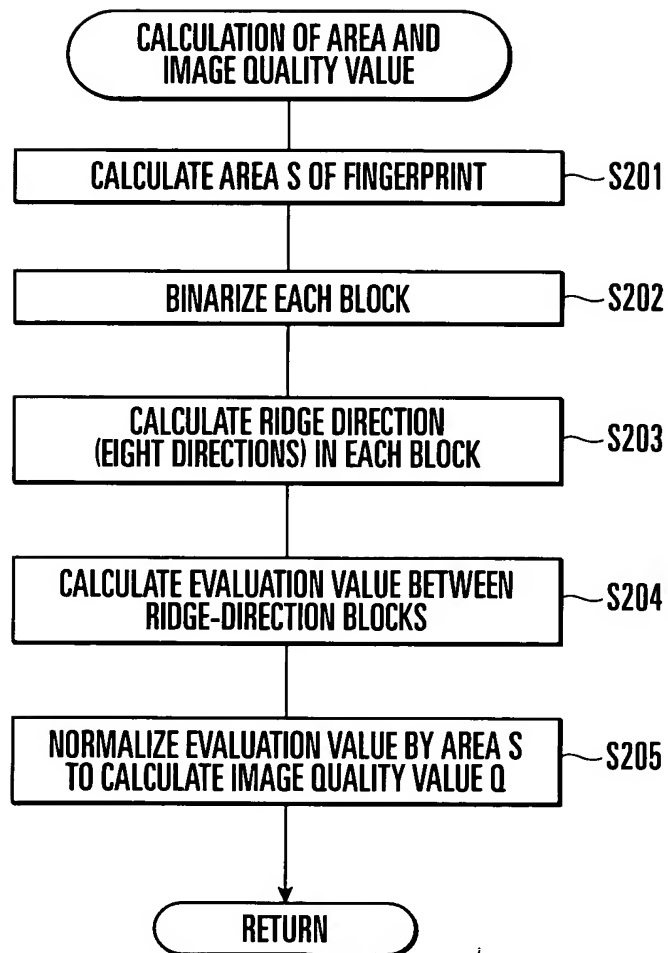 CALCULATION OF AREA AND
IMAGE QUALITY VALUE
CALCULATE AREA S OF FINGERPRINT
S201
BINARIZE EACH BLOCK
S202
CALCULATE RIDGE DIRECTION
(EIGHT DIRECTIONS) IN EACH BLOCK
S203
CALCULATE EVALUATION VALUE BETWEEN
RIDGE-DIRECTION BLOCKS
S204
NORMALIZE EVALUATION VALUE BY AREA S
TO CALCULATE IMAGE QUALITY VALUE Q
S205
RETURN